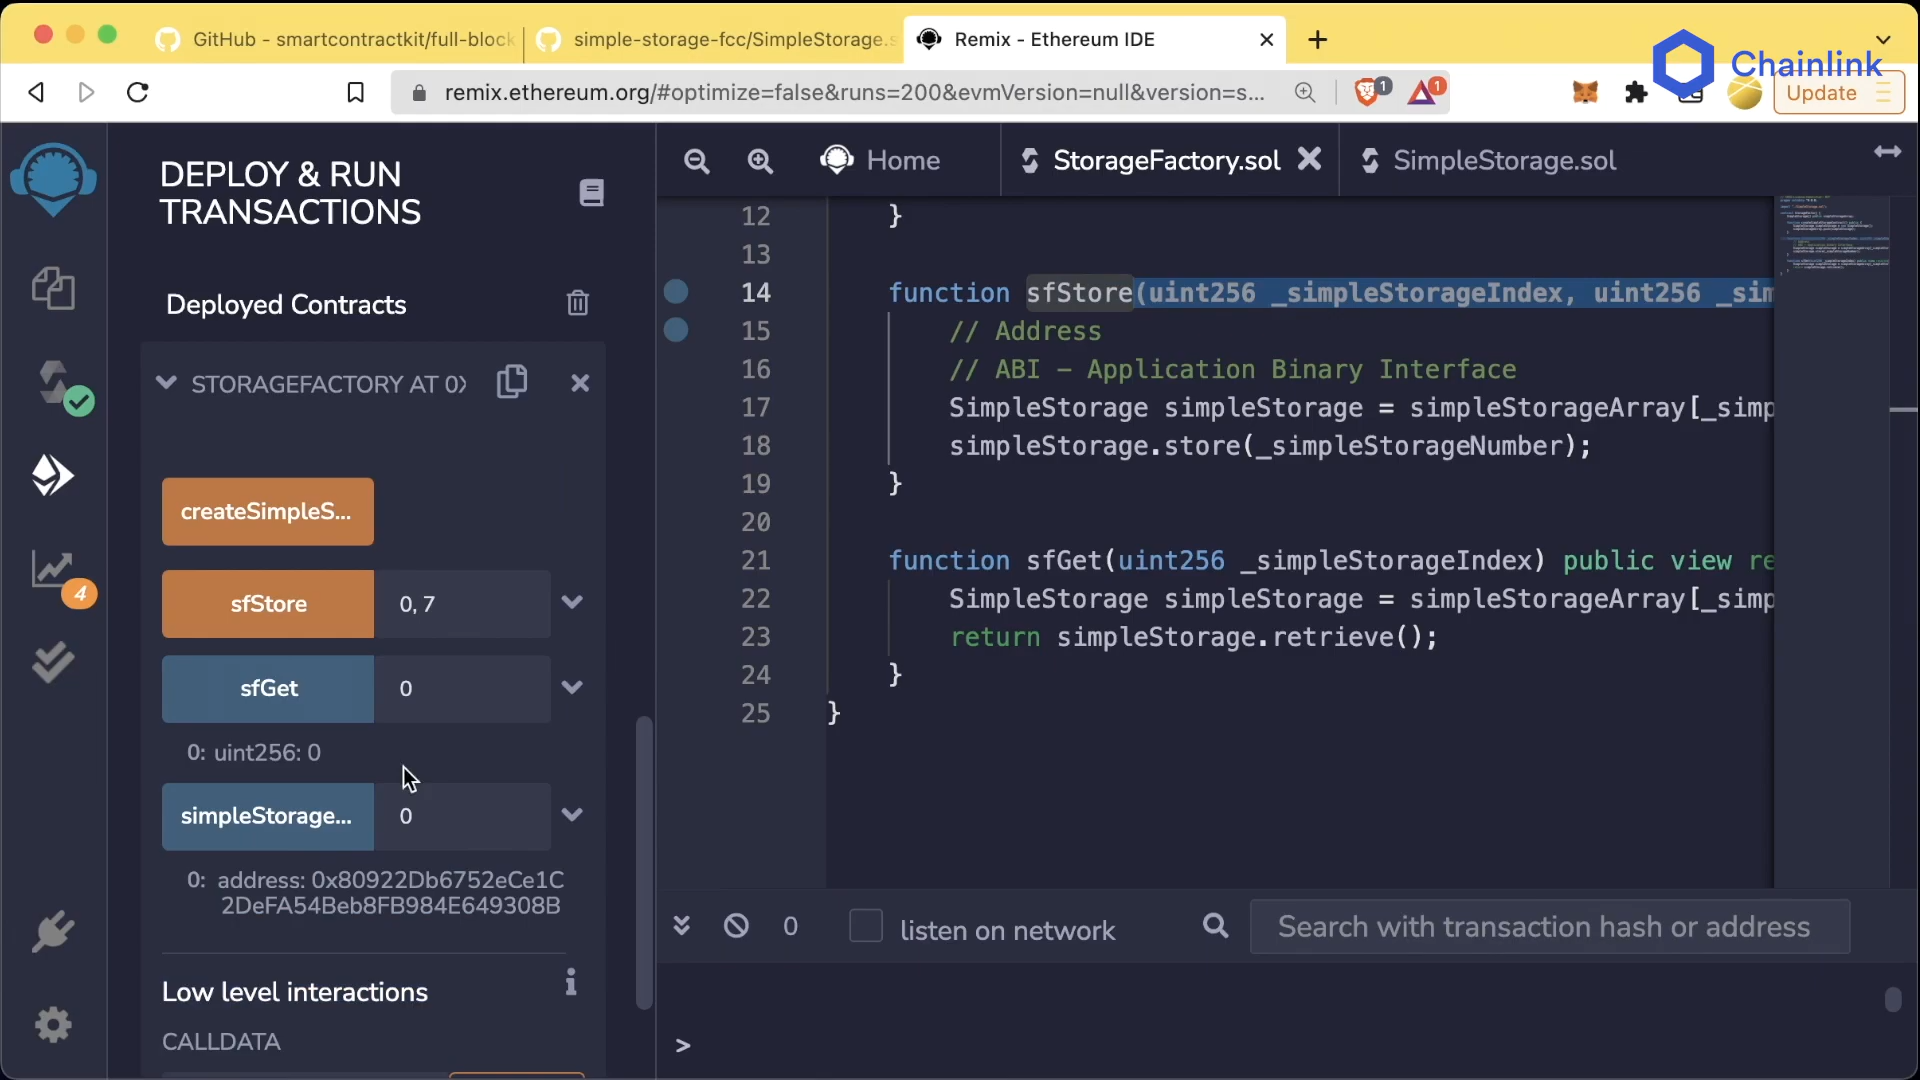 GitHub - smartcontractkit/full-block
simple-storage-fcc/SimpleStorage.s
Remix - Ethereum IDE
Chainlink
remix.ethereum.org/#optimize=false&runs=200&evmVersion=null&version=s...
1
1
Update
DEPLOY & RUN
TRANSACTIONS
Deployed Contracts
STORAGEFACTORY AT 0X
createSimpleS...
sfStore
0, 7
sfGet
0
0: uint256: 0
simpleStorage...
0
0: address: 0x80922Db6752eCe1C
2DeFA54Beb8FB984E649308B
Low level interactions
i
CALLDATA
4
Home
StorageFactory.sol
SimpleStorage.sol
12 }
13
14 function sfStore(uint256 _simpleStorageIndex, uint256 _sim
15 // Address
16 // ABI - Application Binary Interface
17 SimpleStorage simpleStorage = simpleStorageArray[_simp
18 simpleStorage.store(_simpleStorageNumber);
19 }
20
21 function sfGet(uint256 _simpleStorageIndex) public view re
22 SimpleStorage simpleStorage = simpleStorageArray[_simp
23 return simpleStorage.retrieve();
24 }
25 }
0
listen on network
Search with transaction hash or address
>